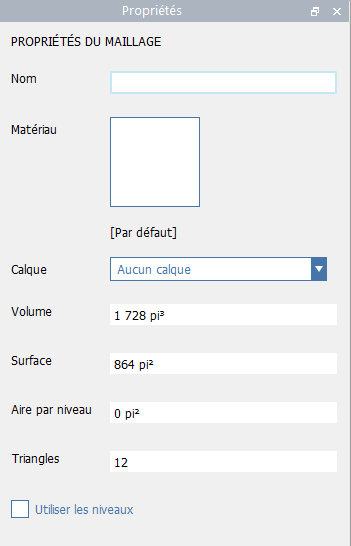 Propriétés
PROPRIÉTÉS DU MAILLAGE
Nom
Matériau
[Par défaut]
Calque Aucun calque
Volume 1 728 pi³
Surface 864 pi²
Aire par niveau 0 pi²
Triangles 12
Utiliser les niveaux